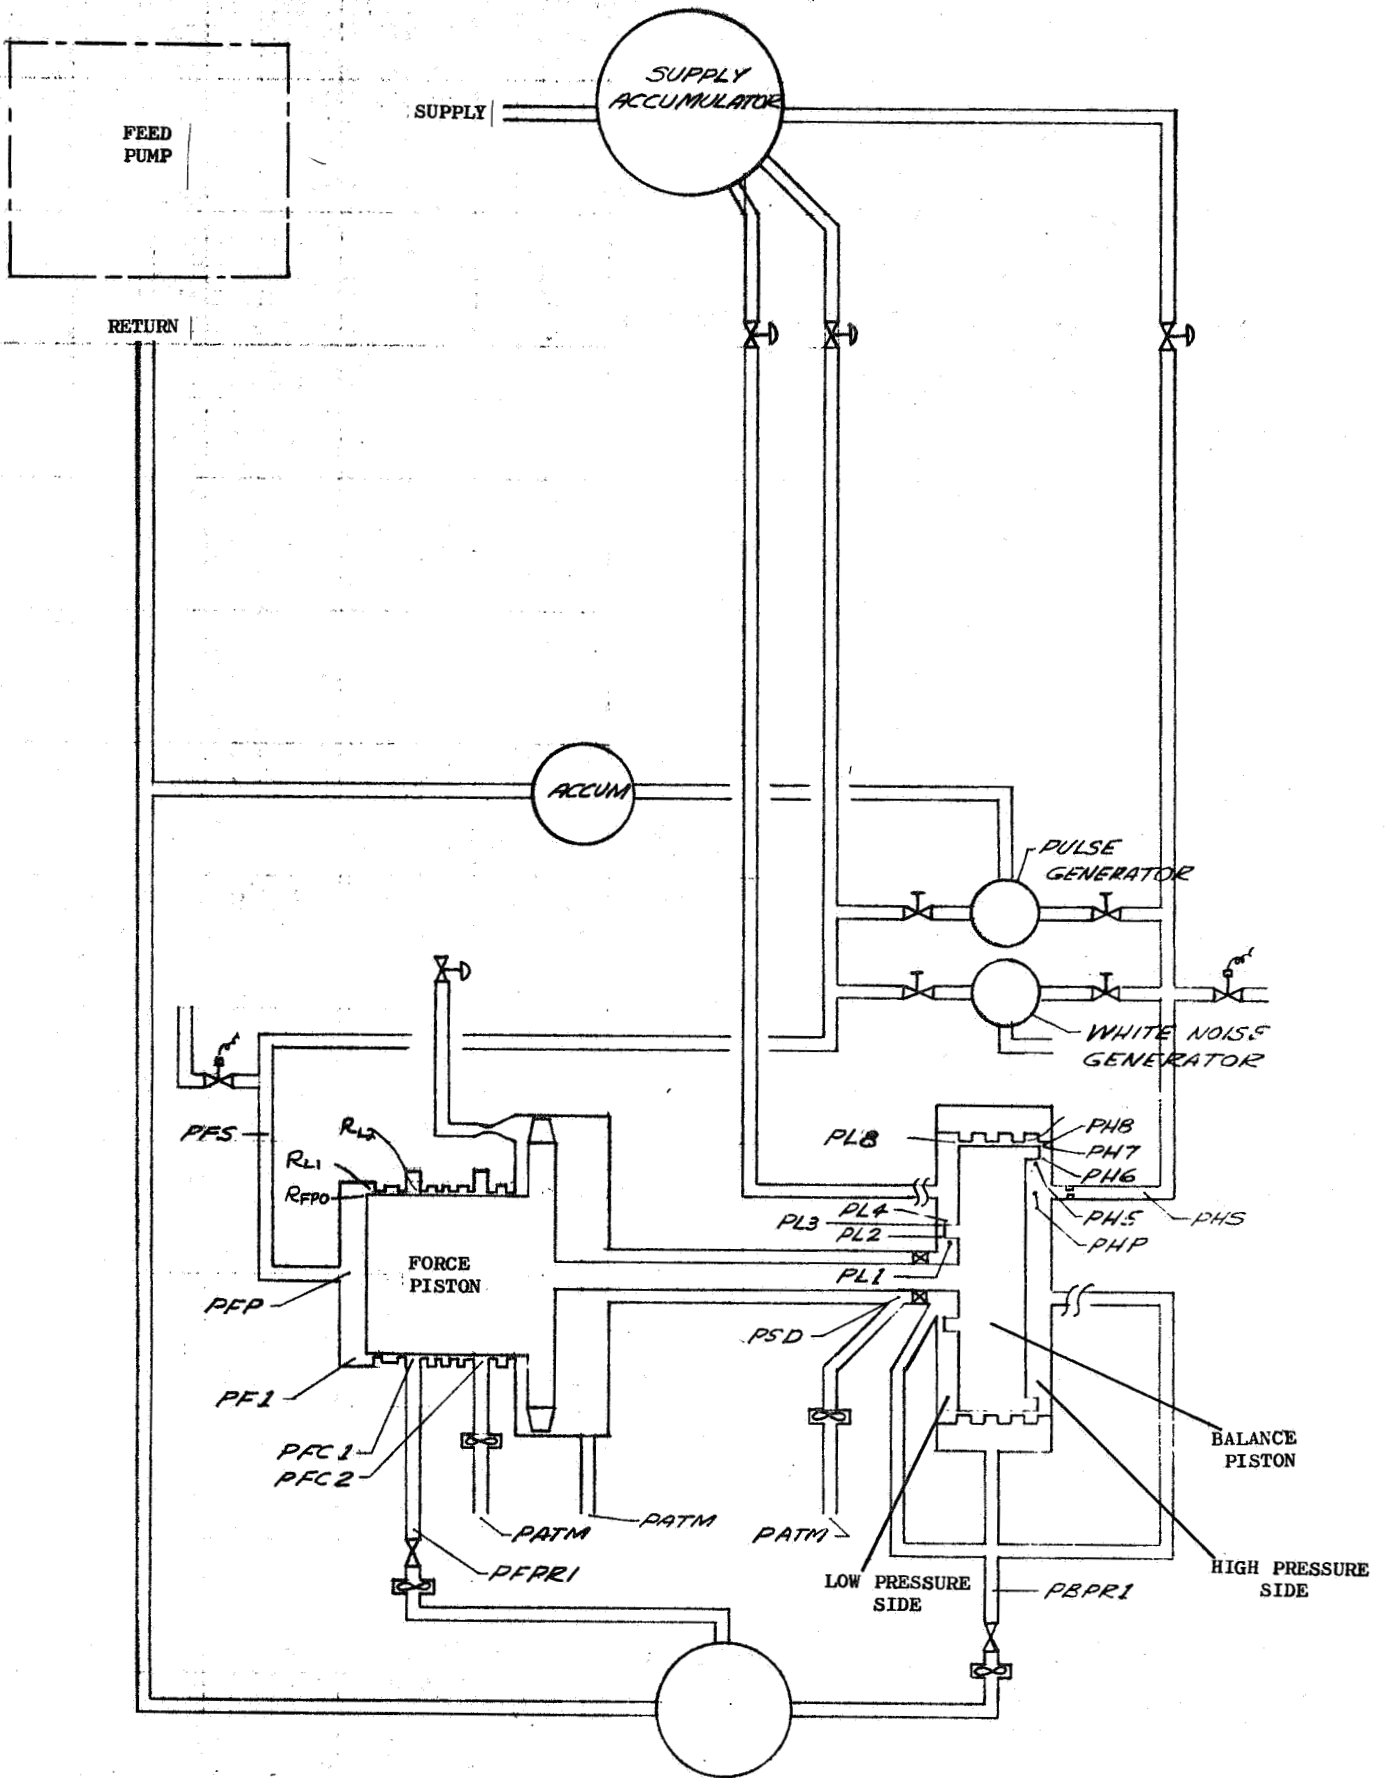 SUPPLY
ACCUMULATOR
SUPPLY
FEED
PUMP
RETURN
ACCUM
PULSE
GENERATOR
WHITE NOISE
GENERATOR
PFS
RL2
RL1
RFPO
PL8
PH8
PH7
PH6
PH5
PHS
PHP
PL4
PL3
PL2
PL1
FORCE
PISTON
PFP
PSD
PF1
PFC1
PFC2
PATM
PATM
PATM
PFPR1
BALANCE
PISTON
LOW PRESSURE
SIDE
PBPR1
HIGH PRESSURE
SIDE